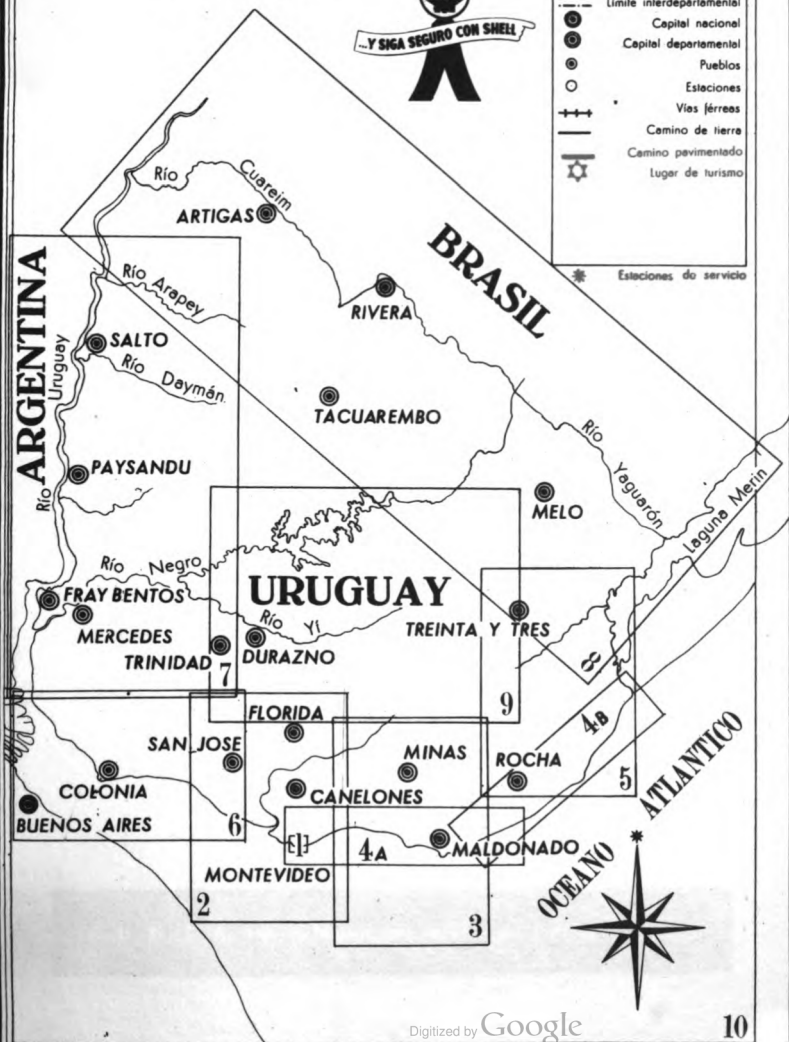 ...Y SIGA SEGURO CON SHELL
Límite interdepartamental
Capital nacional
Capital departamental
Pueblos
Estaciones
Vías férreas
Camino de tierra
Camino pavimentado
Lugar de turismo
Estaciones de servicio
Río Cuareim
ARTIGAS
BRASIL
ARGENTINA
Río Arapey
RIVERA
SALTO
Río Uruguay
Río Daymán
TACUAREMBO
PAYSANDU
Río Yaguarón
MELO
Laguna Merin
Río Negro
URUGUAY
FRAY BENTOS
MERCEDES
Río Yí
TREINTA Y TRES
TRINIDAD
DURAZNO
7
8
9
FLORIDA
SAN JOSE
MINAS
ROCHA
4B
5
COLONIA
CANELONES
BUENOS AIRES
6
1
4A
MALDONADO
MONTEVIDEO
2
3
OCEANO ATLANTICO
Digitized by Google
10